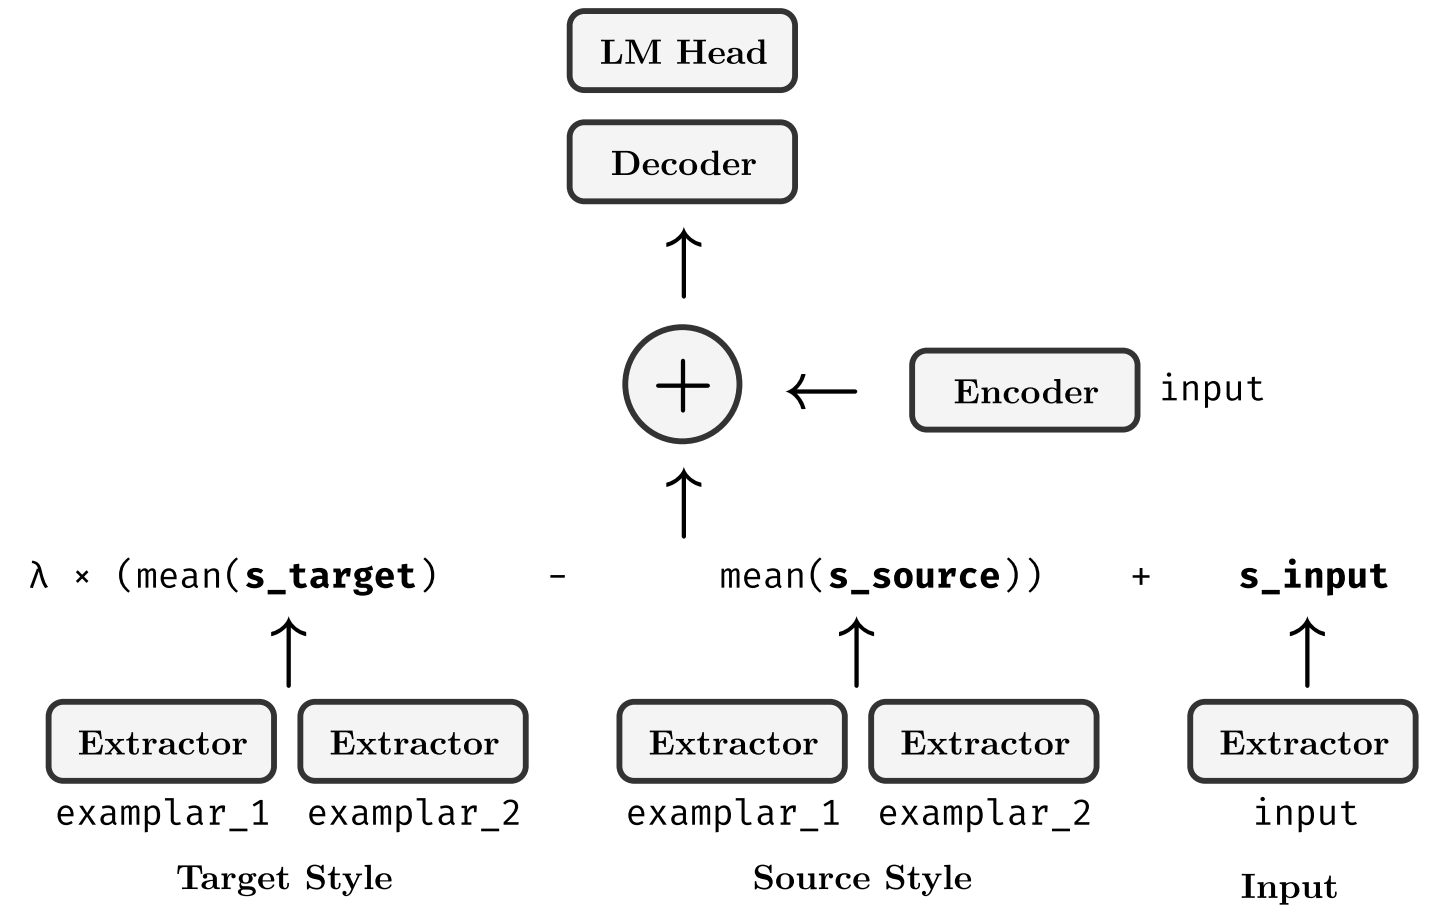 LM Head
Decoder
+
Encoder input
λ × (mean(s_target) - mean(s_source)) + s_input
Extractor Extractor Extractor Extractor Extractor
examplar_1 examplar_2 examplar_1 examplar_2 input
Target Style Source Style Input